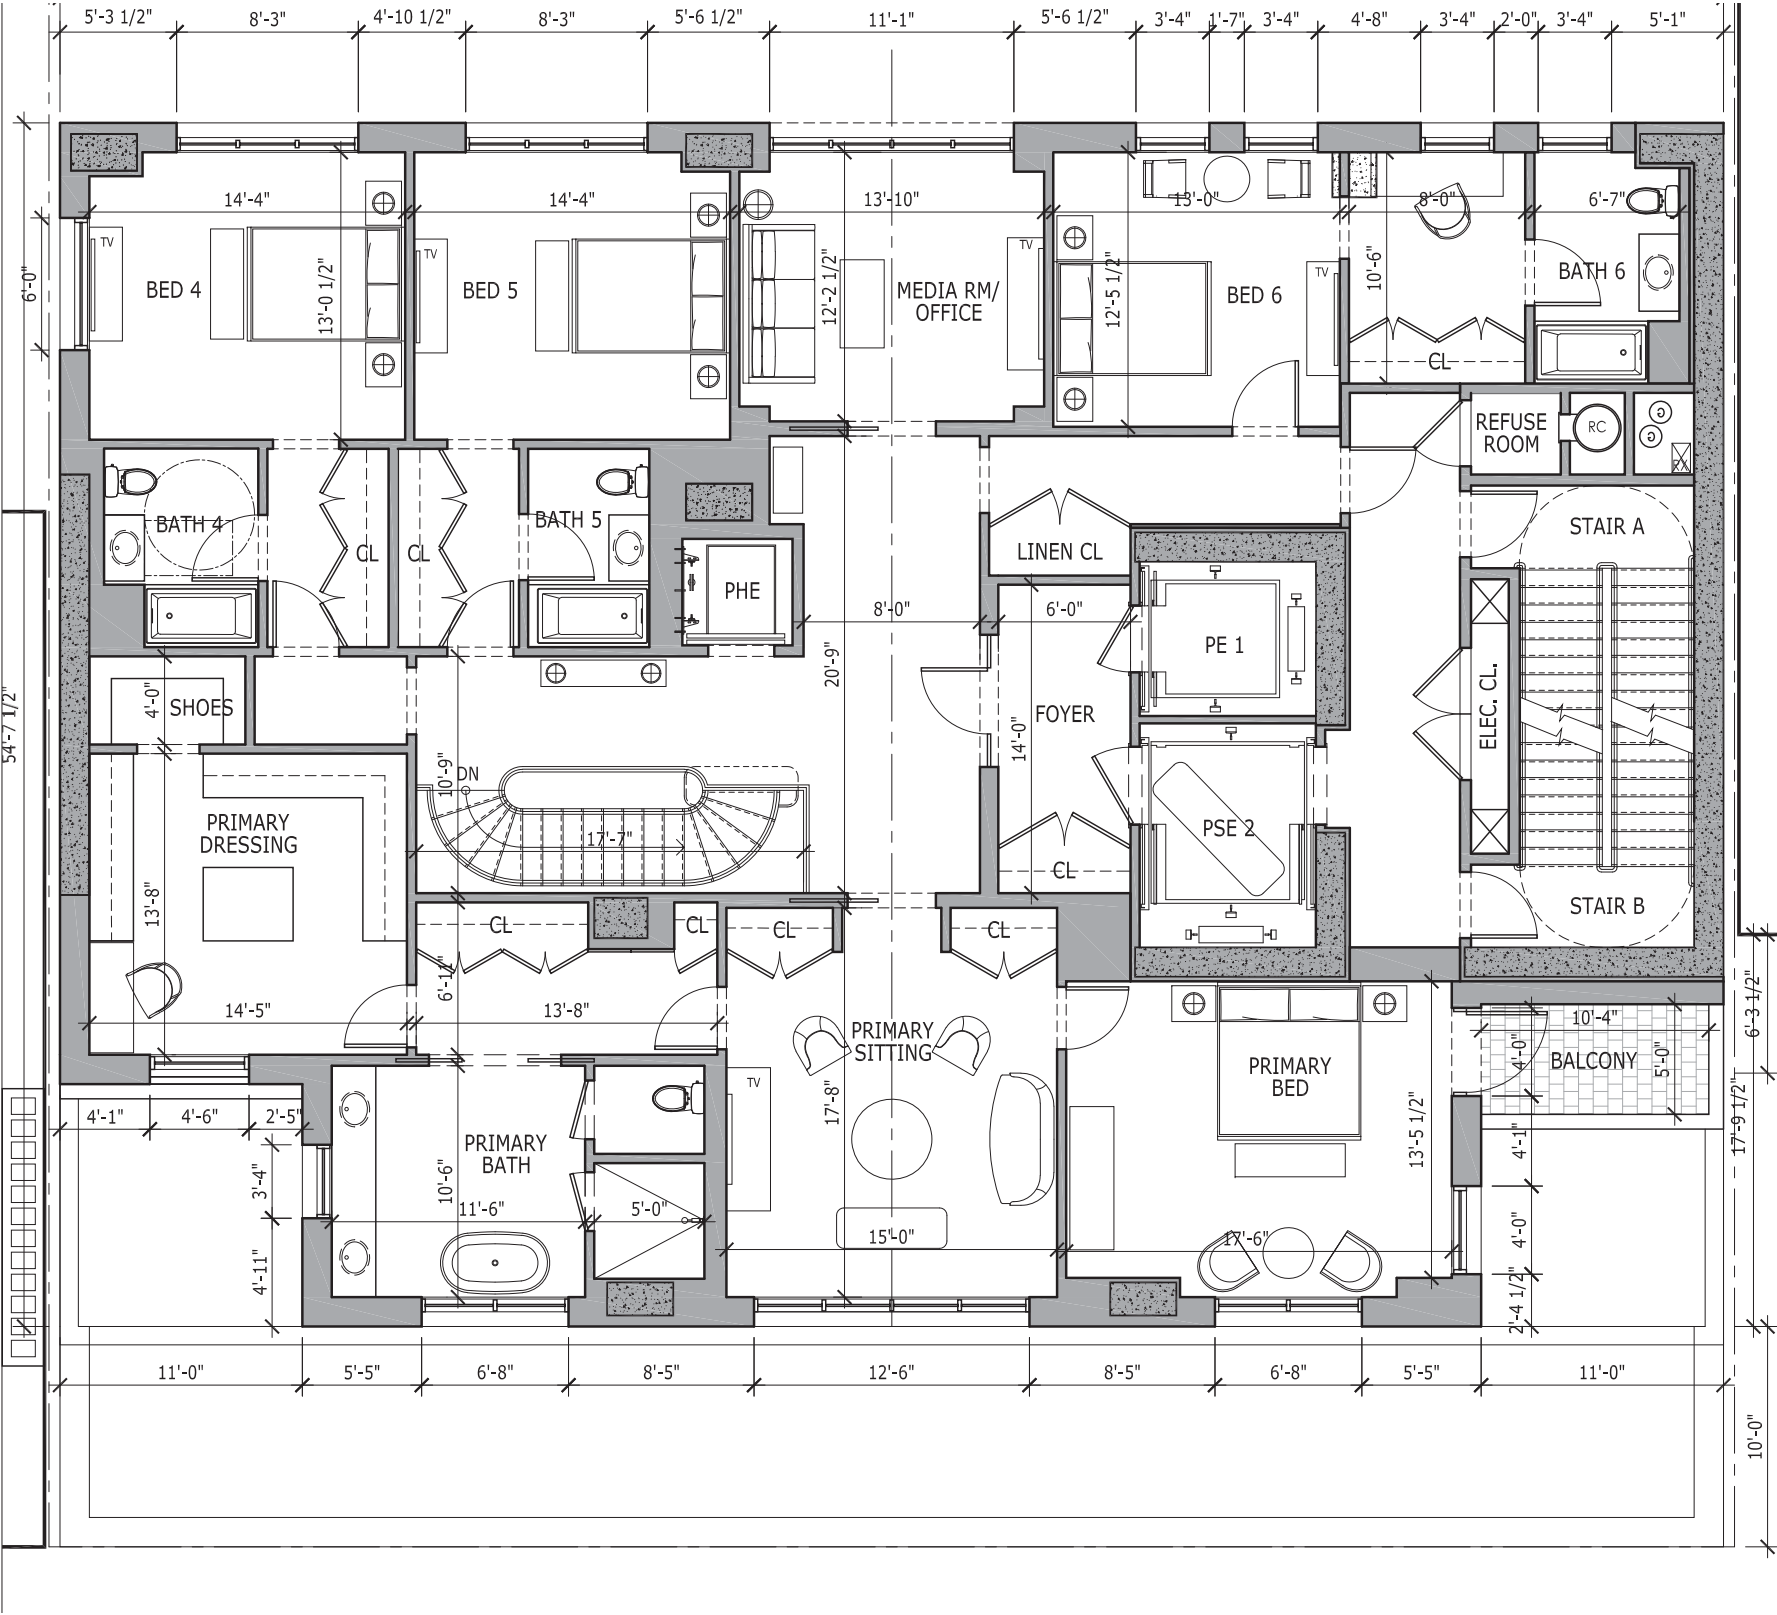 5'-3 1/2"
8'-3"
4'-10 1/2"
8'-3"
5'-6 1/2"
11'-1"
5'-6 1/2"
3'-4"
1'-7"
3'-4"
4'-8"
3'-4"
2'-0"
3'-4"
5'-1"
14'-4"
14'-4"
13'-10"
13'-0"
8'-0"
6'-7"
6'-0"
TV
BED 4
13'-0 1/2"
TV
BED 5
12'-2 1/2"
MEDIA RM/
OFFICE
TV
12'-5 1/2"
BED 6
TV
10'-6"
CL
BATH 6
REFUSE
ROOM
RC
RX
BATH 4
CL
CL
BATH 5
PHE
LINEN CL
STAIR A
8'-0"
6'-0"
PE 1
20'-9"
54'-7 1/2"
4'-0"
SHOES
FOYER
14'-0"
ELEC. CL.
10'-9"
DN
17'-7"
PRIMARY
DRESSING
13'-8"
PSE 2
CL
STAIR B
CL
CL
CL
CL
6'-11"
14'-5"
13'-8"
PRIMARY
SITTING
17'-8"
PRIMARY
BED
13'-5 1/2"
10'-4"
4'-0"
BALCONY
5'-0"
6'-3 1/2"
17'-9 1/2"
4'-1"
4'-6"
2'-5"
TV
3'-4"
4'-11"
PRIMARY
BATH
10'-6"
11'-6"
5'-0"
15'-0"
17'-6"
4'-1"
4'-0"
2'-4 1/2"
11'-0"
5'-5"
6'-8"
8'-5"
12'-6"
8'-5"
6'-8"
5'-5"
11'-0"
10'-0"